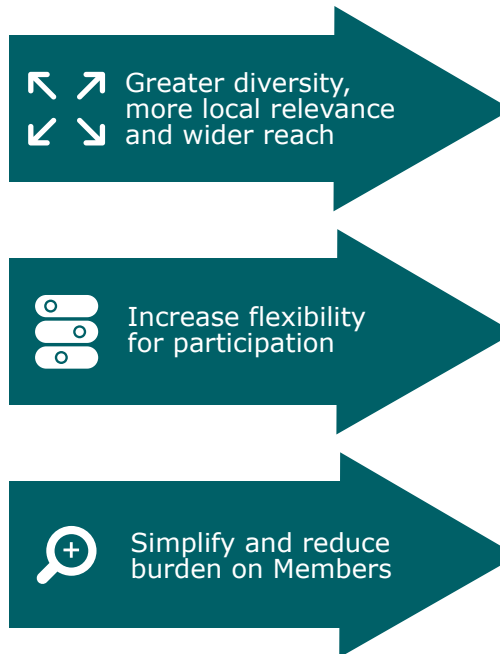 Greater diversity,
more local relevance
and wider reach
Increase flexibility
for participation
Simplify and reduce
burden on Members